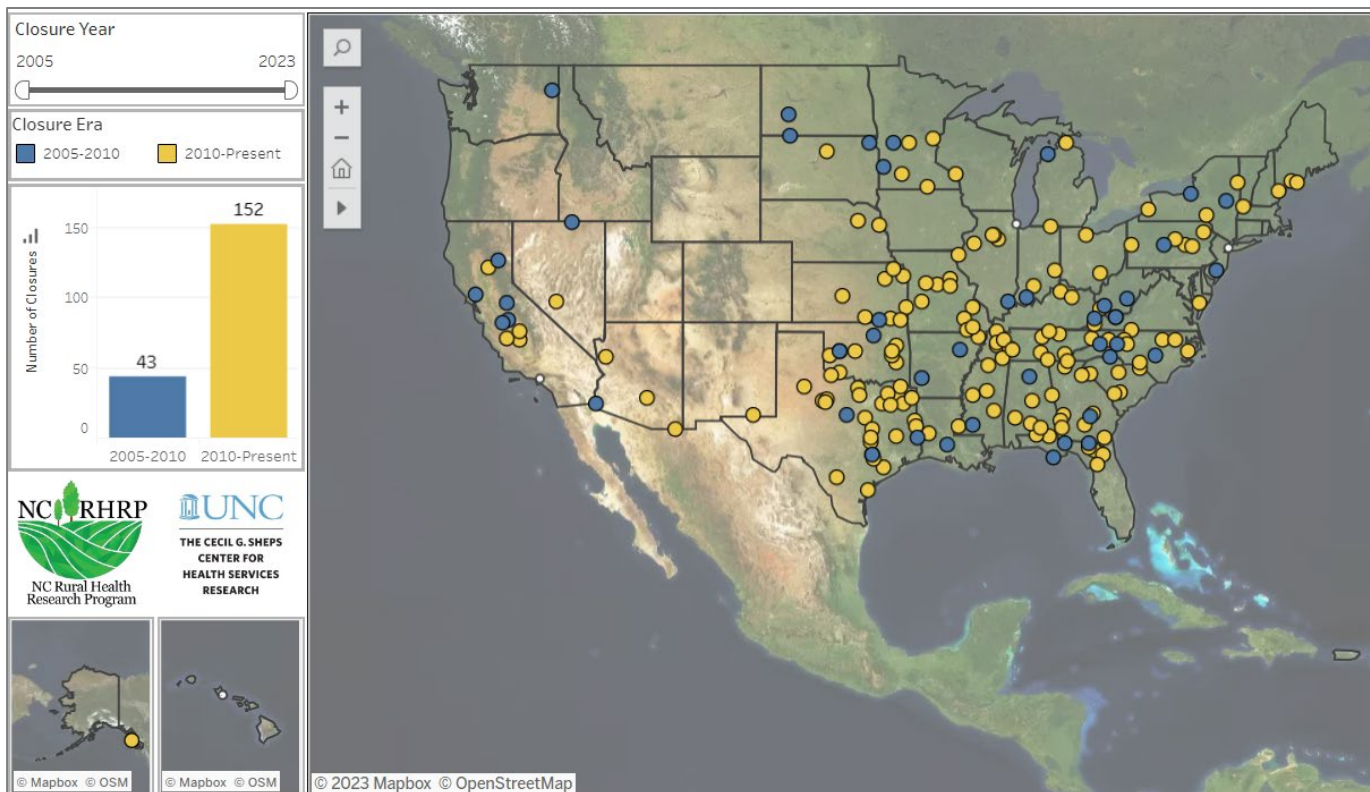 Closure Year
2005 2023
Closure Era
2005-2010 2010-Present
Number of Closures
150
100
50
0
43
152
2005-2010 2010-Present
NC RHRP
NC Rural Health
Research Program
UNC
THE CECIL G. SHEPS
CENTER FOR
HEALTH SERVICES
RESEARCH
© Mapbox © OSM
© Mapbox © OSM
© 2023 Mapbox © OpenStreetMap